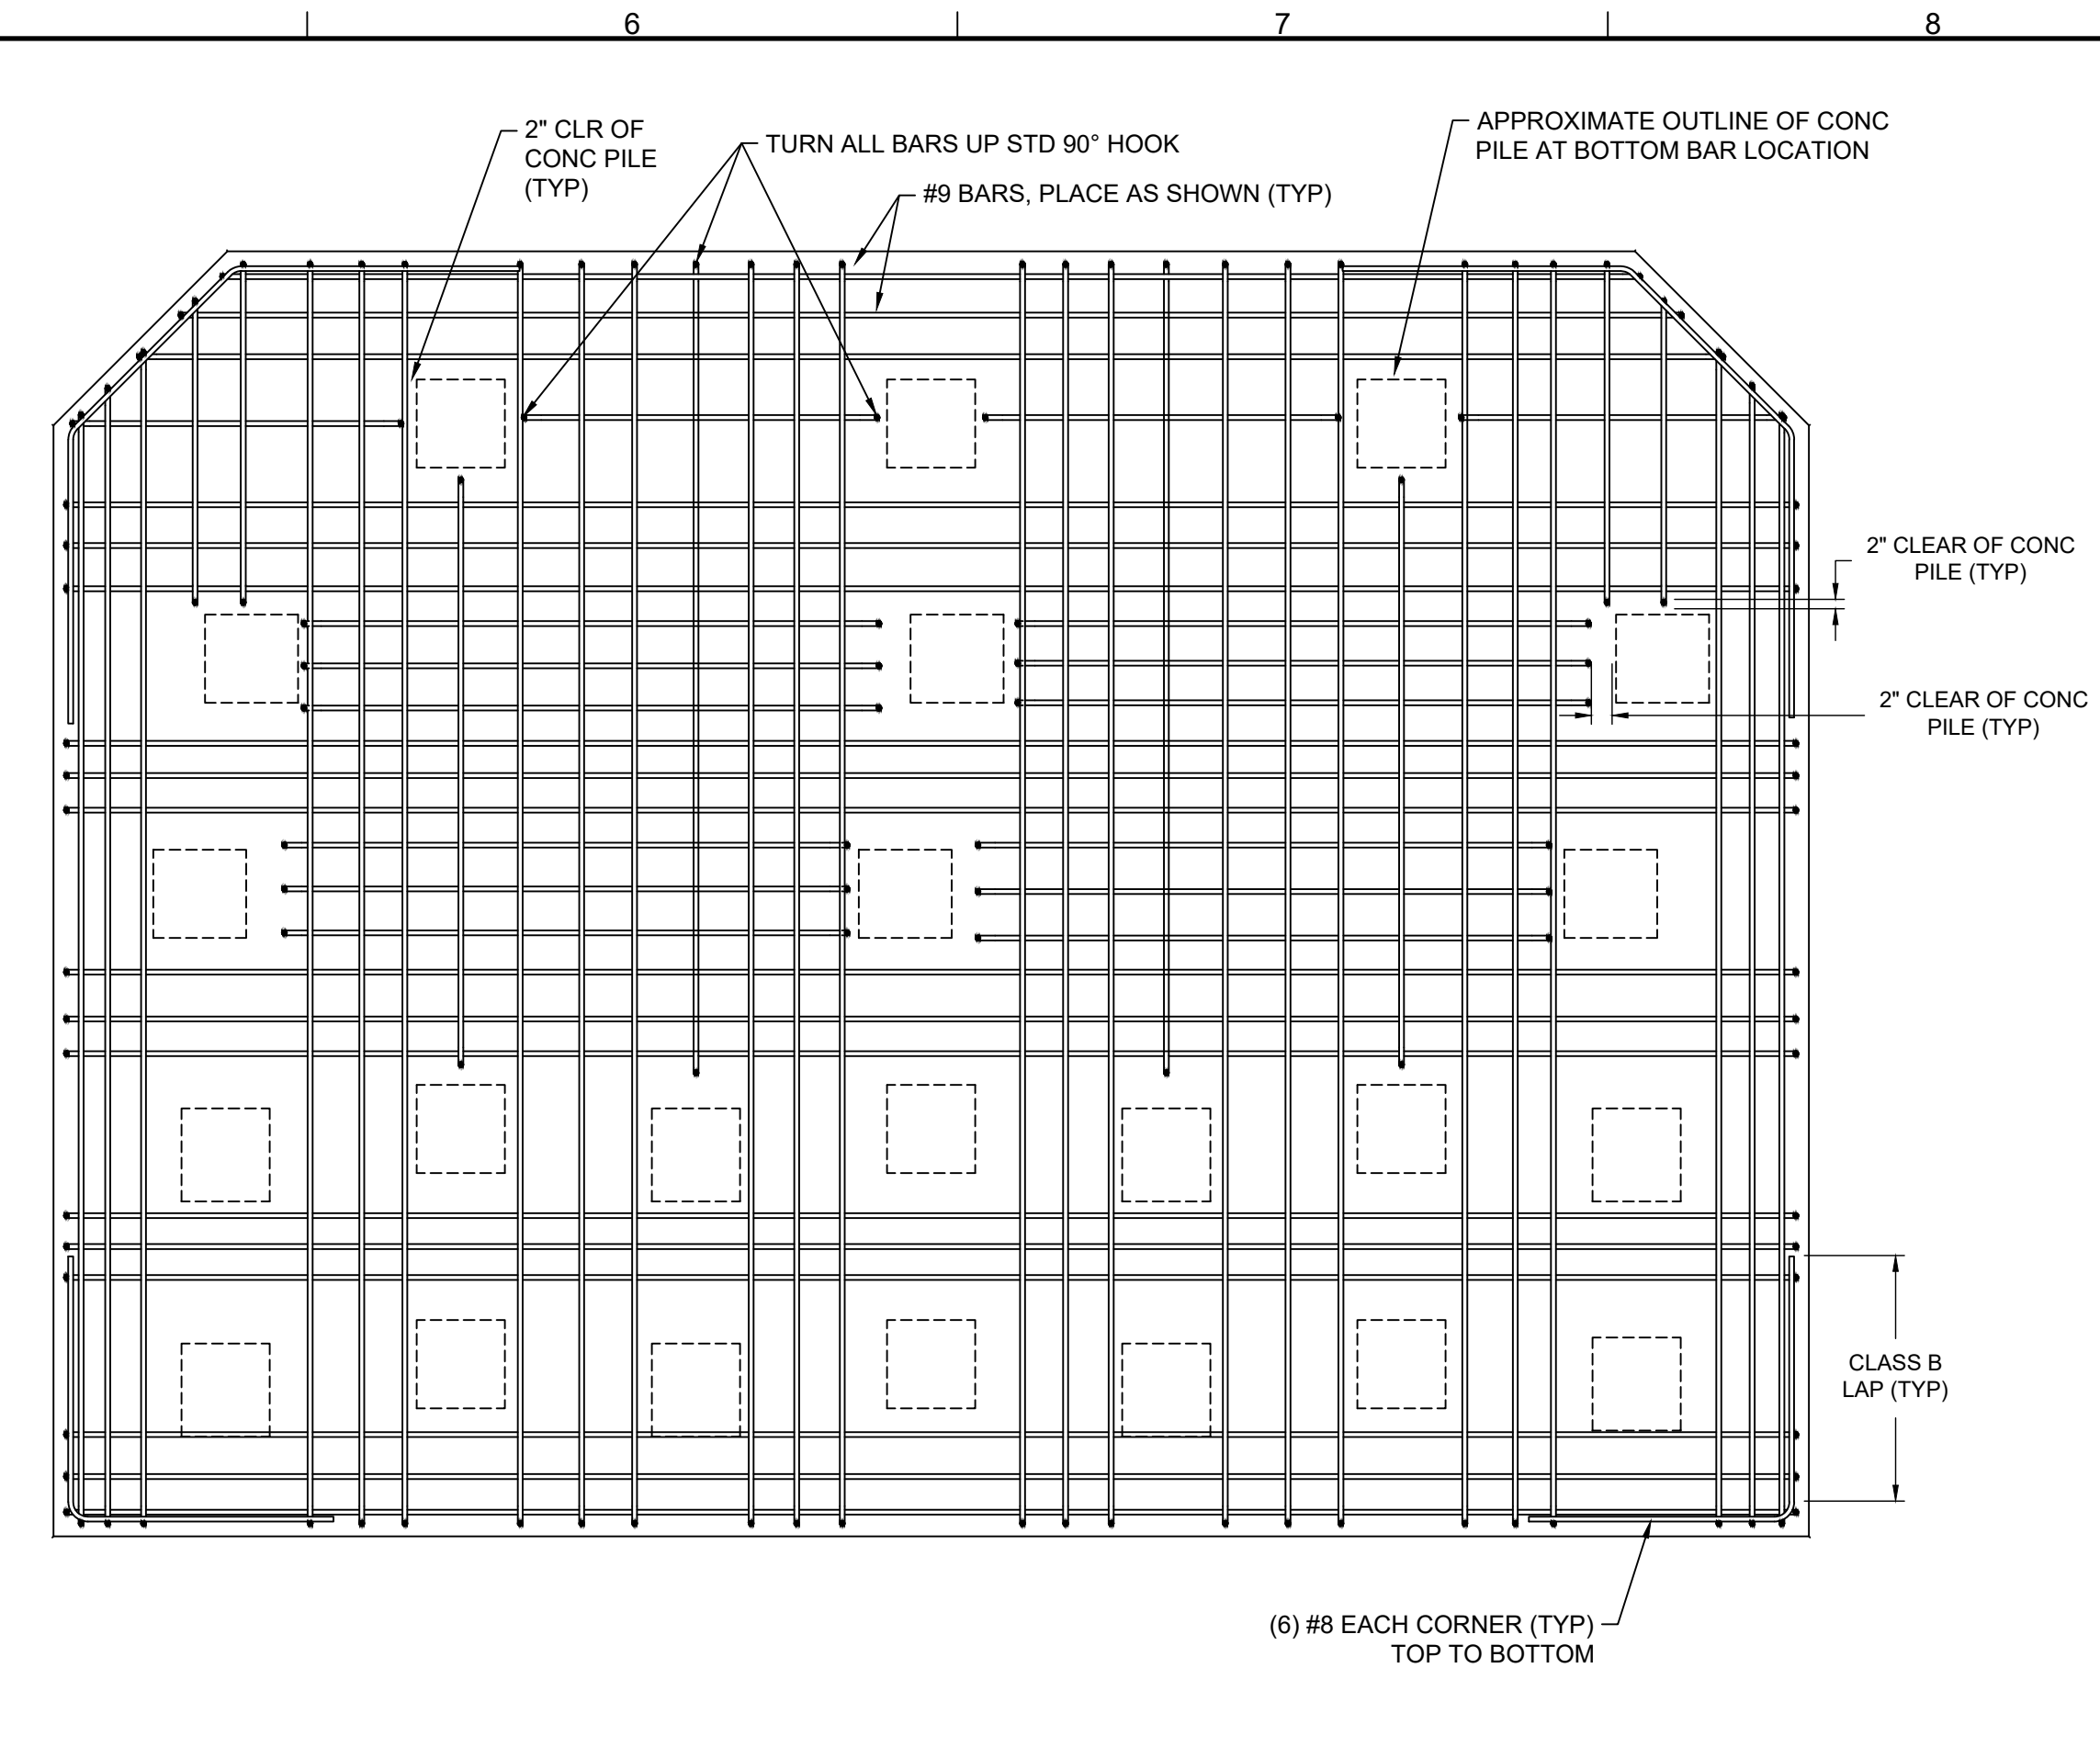 6
7
8
2" CLR OF
CONC PILE
(TYP)
TURN ALL BARS UP STD 90° HOOK
#9 BARS, PLACE AS SHOWN (TYP)
APPROXIMATE OUTLINE OF CONC
PILE AT BOTTOM BAR LOCATION
2" CLEAR OF CONC
PILE (TYP)
2" CLEAR OF CONC
PILE (TYP)
CLASS B
LAP (TYP)
(6) #8 EACH CORNER (TYP)
TOP TO BOTTOM